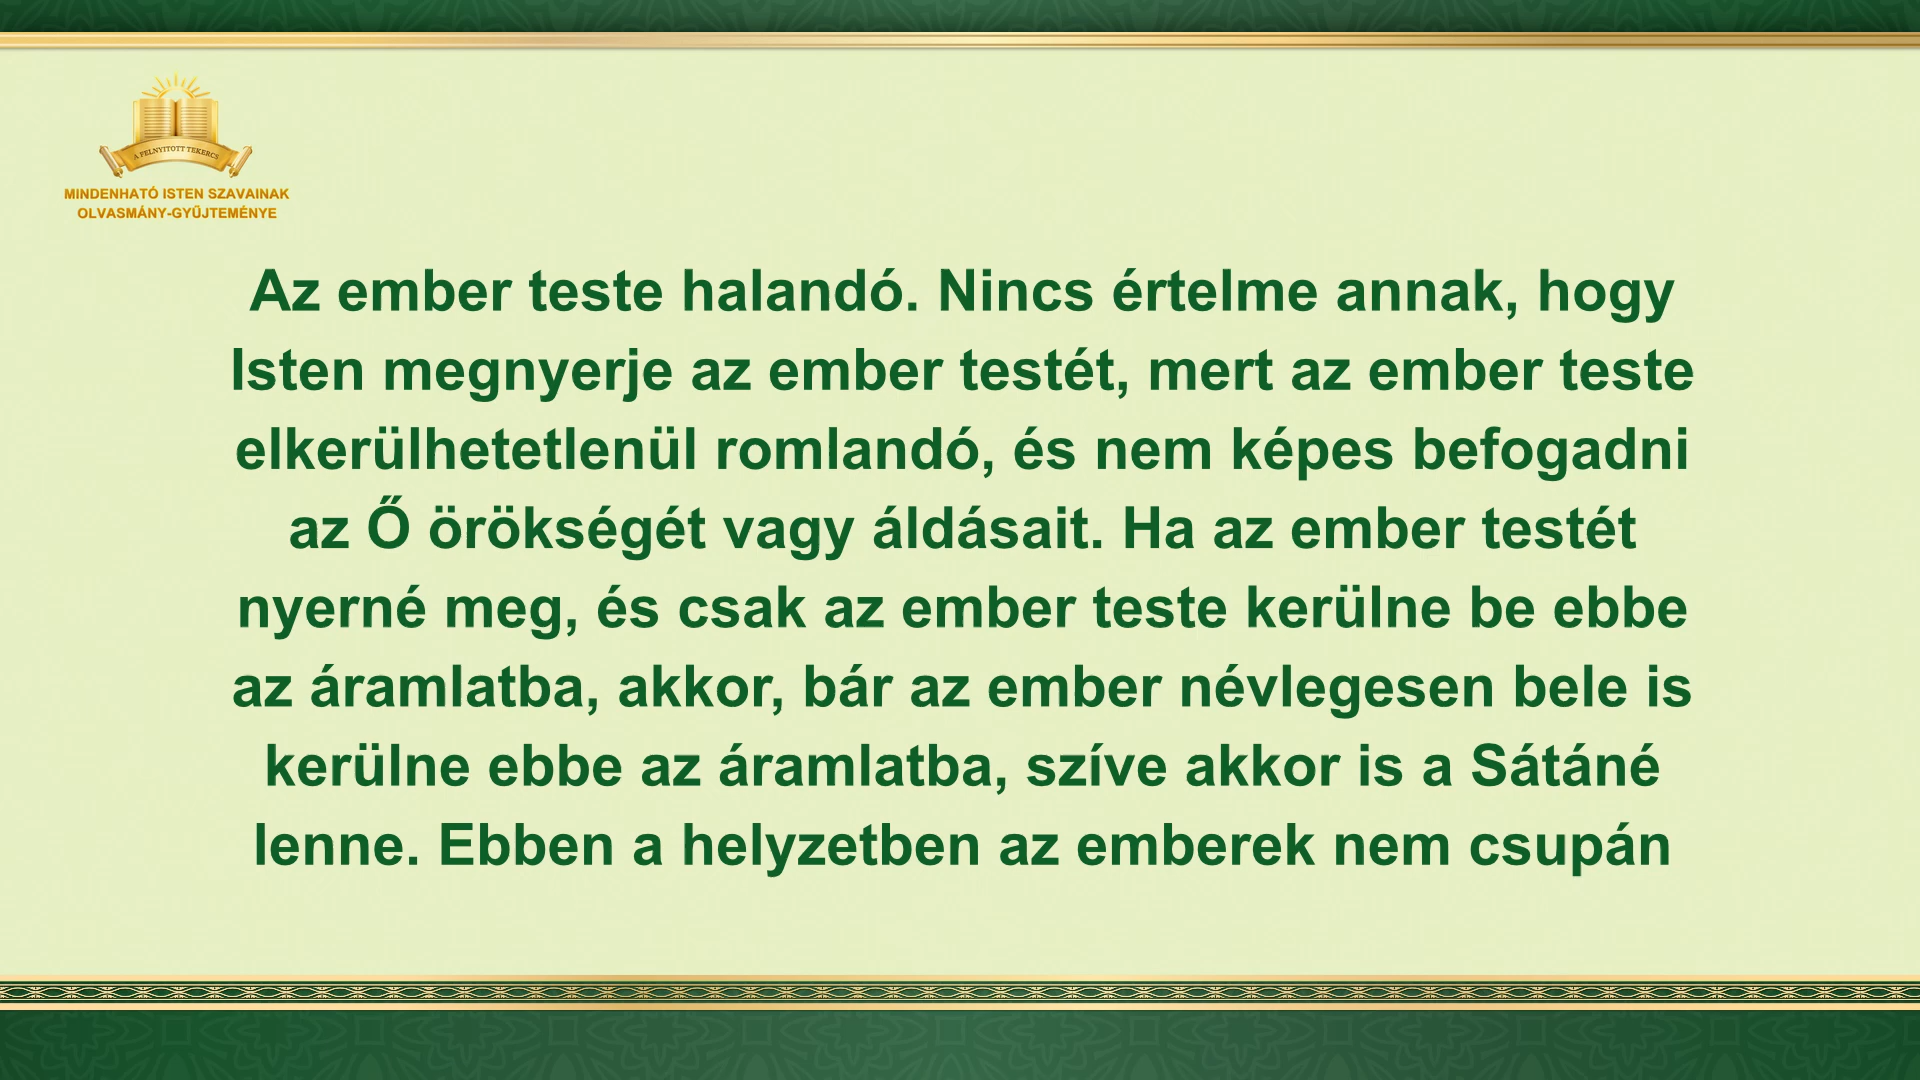 A FELNYITOTT TEKERCS
MINDENHATÓ ISTEN SZAVAINAK
OLVASMÁNY-GYŰJTEMÉNYE
Az ember teste halandó. Nincs értelme annak, hogy
Isten megnyerje az ember testét, mert az ember teste
elkerülhetetlenül romlandó, és nem képes befogadni
az Ő örökségét vagy áldásait. Ha az ember testét
nyerné meg, és csak az ember teste kerülne be ebbe
az áramlatba, akkor, bár az ember névlegesen bele is
kerülne ebbe az áramlatba, szíve akkor is a Sátáné
lenne. Ebben a helyzetben az emberek nem csupán